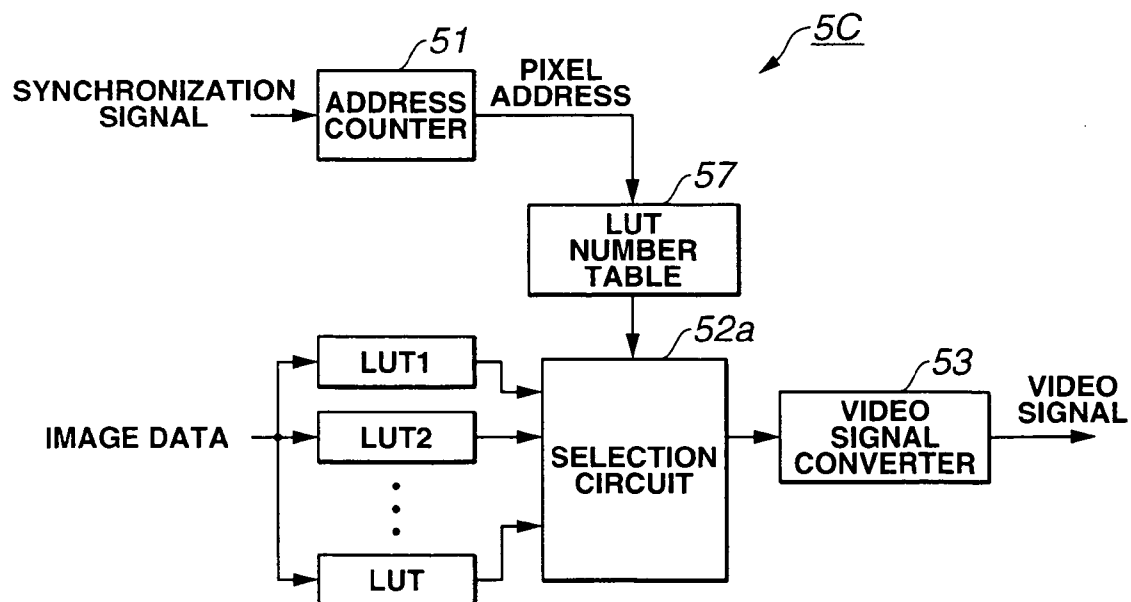 5C
51
SYNCHRONIZATION
SIGNAL
ADDRESS
COUNTER
PIXEL
ADDRESS
57
LUT
NUMBER
TABLE
52a
LUT1
LUT2
LUT
IMAGE DATA
SELECTION
CIRCUIT
53
VIDEO
SIGNAL
CONVERTER
VIDEO
SIGNAL